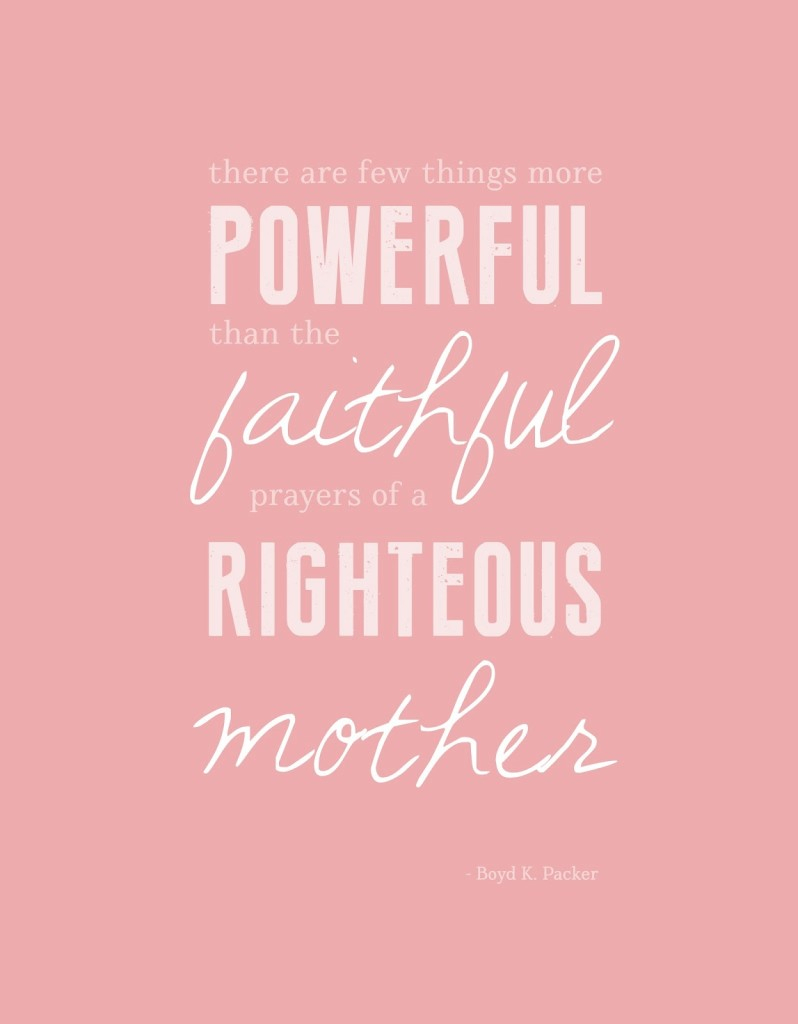 there are few things more
POWERFUL
than the
faithful
prayers of a
RIGHTEOUS
mother
- Boyd K. Packer